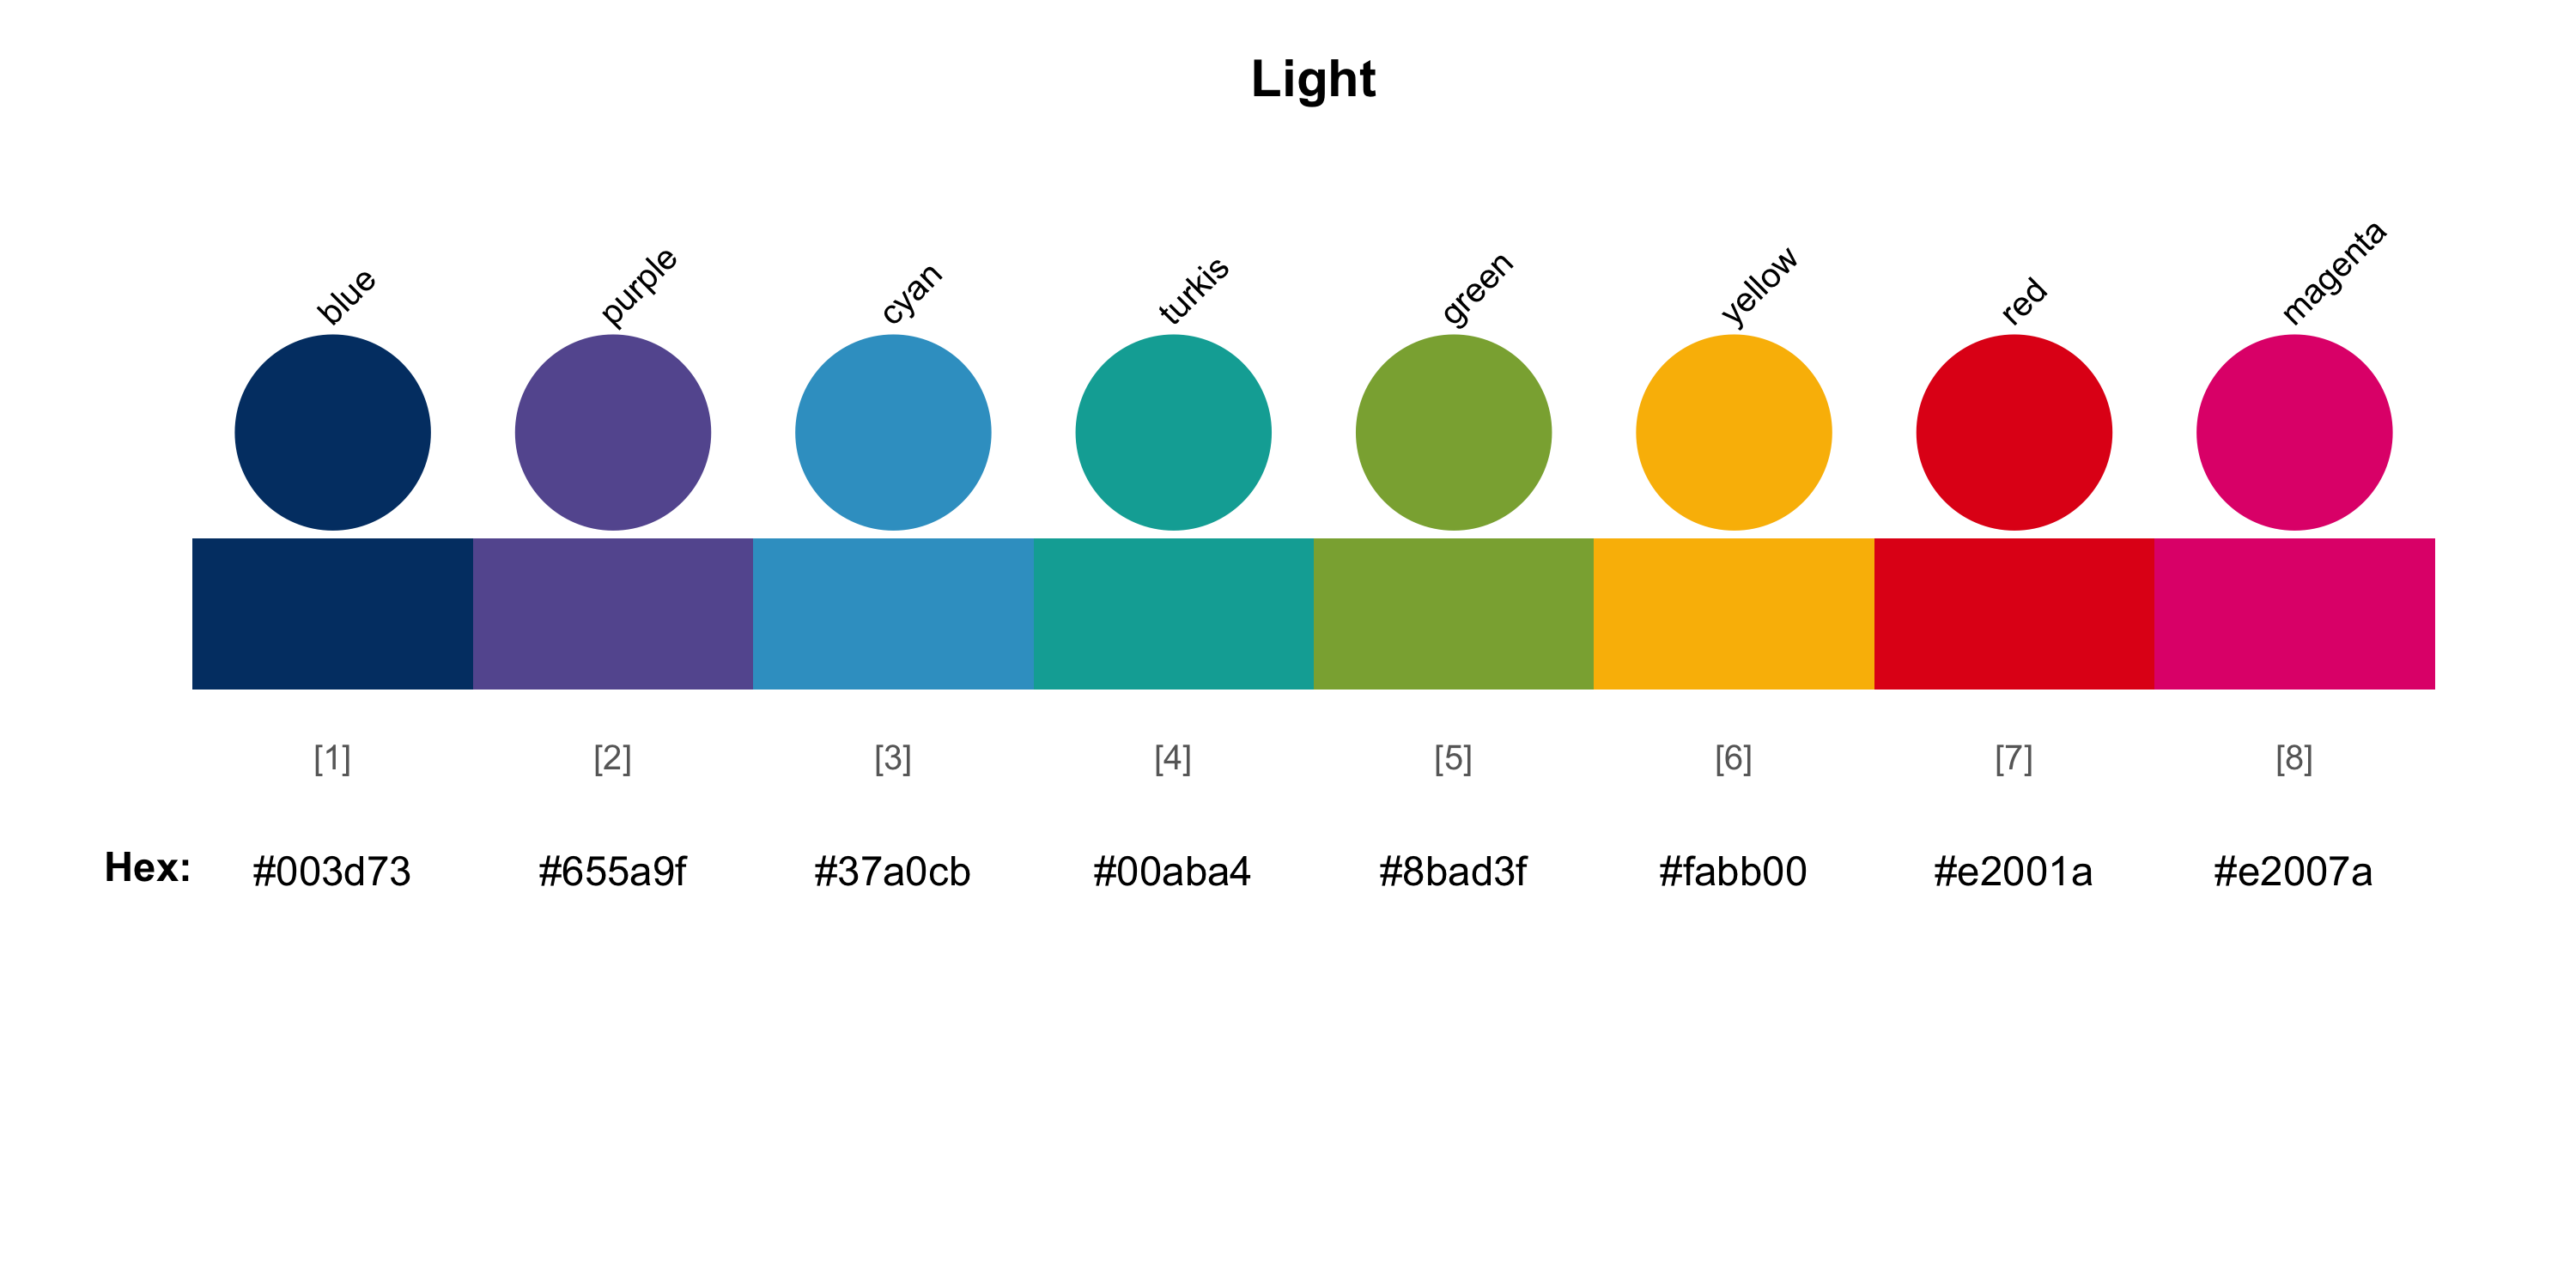 Light
blue purple cyan turkis green yellow red magenta
[1] [2] [3] [4] [5] [6] [7] [8]
Hex: #003d73 #655a9f #37a0cb #00aba4 #8bad3f #fabb00 #e2001a #e2007a